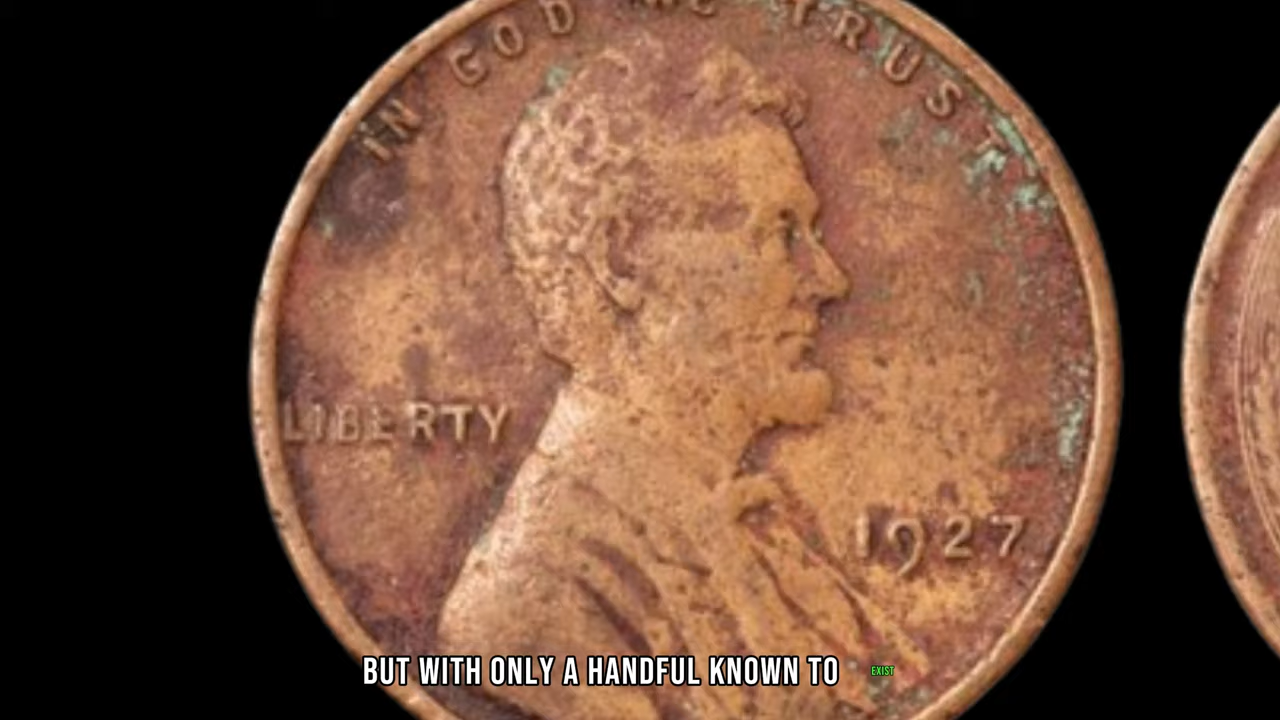 IN GOD WE TRUST
LIBERTY
1927
BUT WITH ONLY A HANDFUL KNOWN TO EXIST